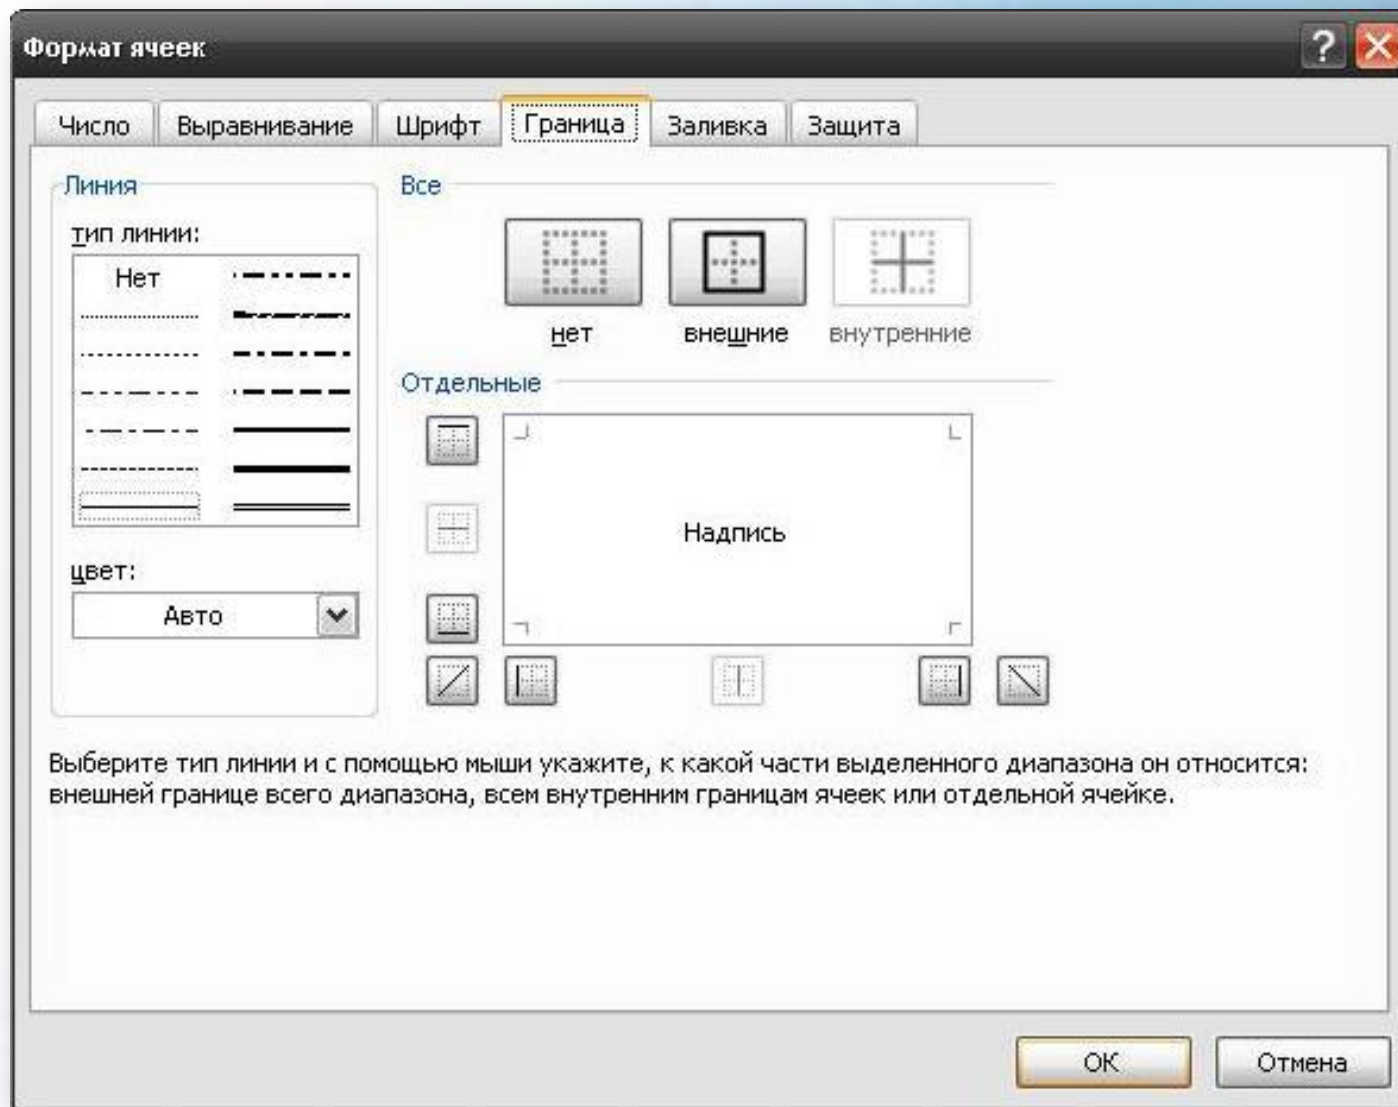 Формат ячеек
Число Выравнивание Шрифт Граница Заливка Защита
Линия
тип линии:
Нет
цвет:
Авто
Все
нет внешние внутренние
Отдельные
Надпись
Выберите тип линии и с помощью мыши укажите, к какой части выделенного диапазона он относится:
внешней границе всего диапазона, всем внутренним границам ячеек или отдельной ячейке.
ОК Отмена